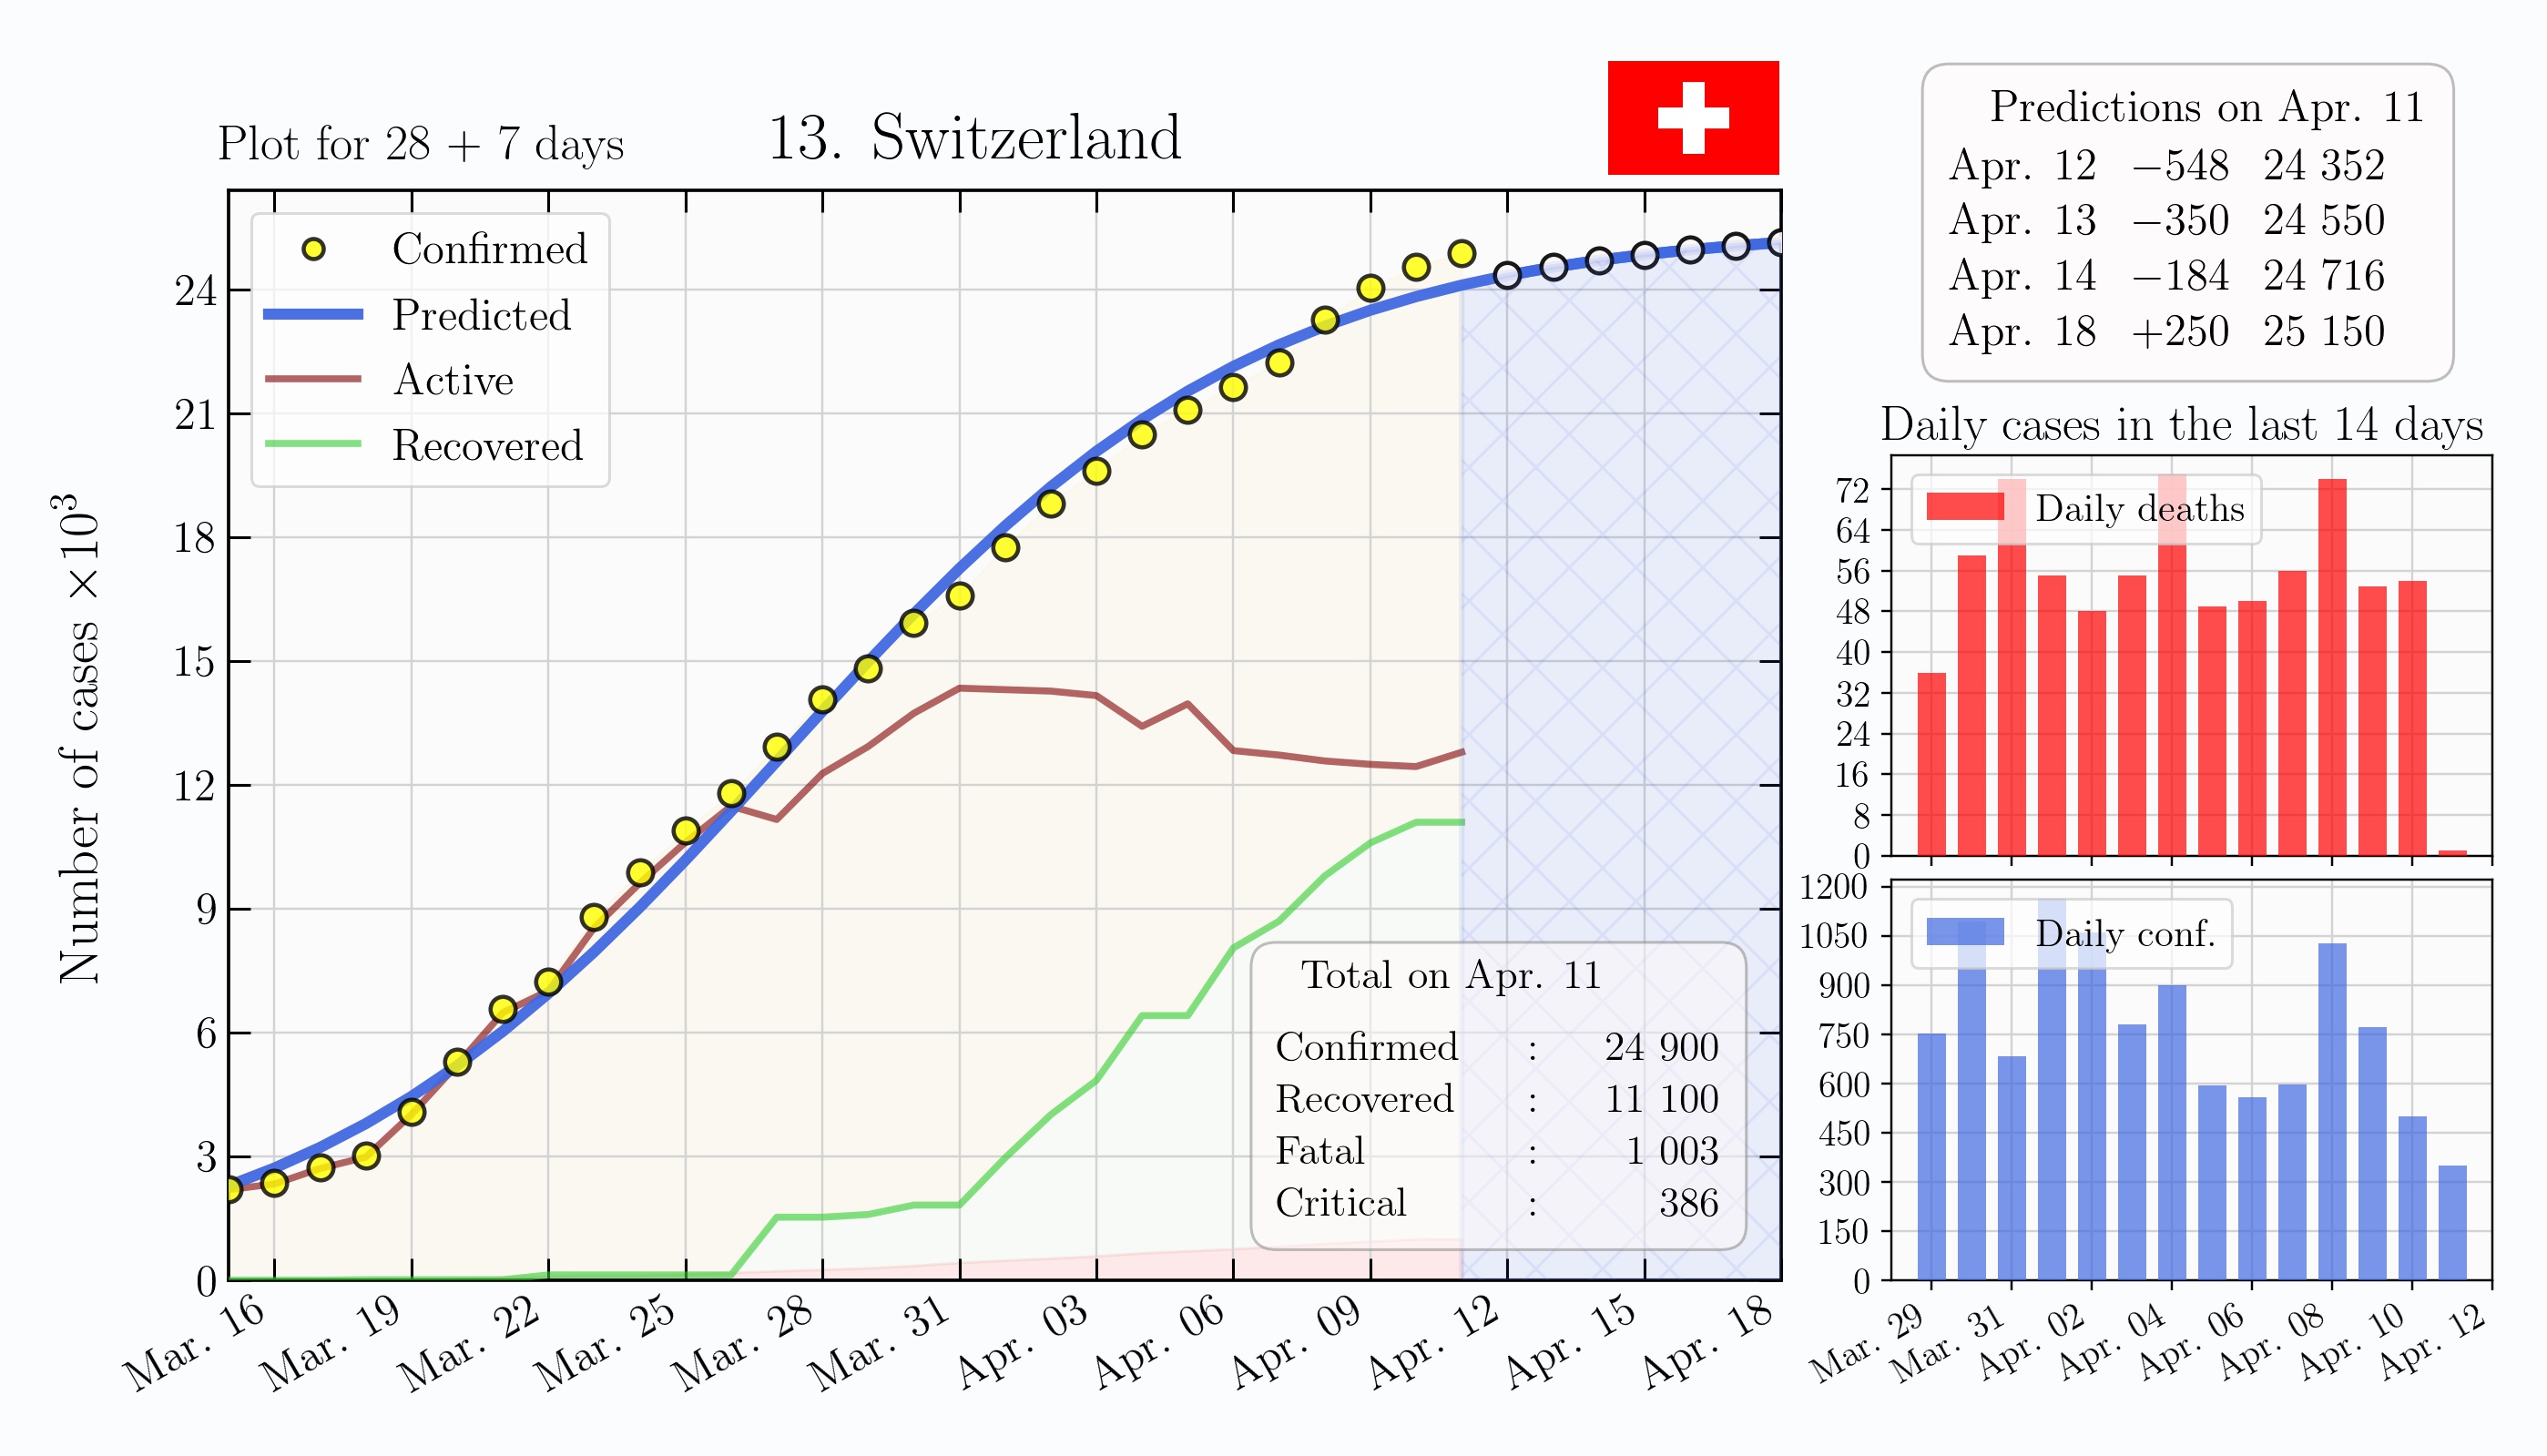 Plot for 28 + 7 days
13. Switzerland
Number of cases ×10³
24
21
18
15
12
9
6
3
0
Confirmed
Predicted
Active
Recovered
Total on Apr. 11
Confirmed : 24 900
Recovered : 11 100
Fatal : 1 003
Critical : 386
Mar. 16
Mar. 19
Mar. 22
Mar. 25
Mar. 28
Mar. 31
Apr. 03
Apr. 06
Apr. 09
Apr. 12
Apr. 15
Apr. 18
Predictions on Apr. 11
Apr. 12 −548 24 352
Apr. 13 −350 24 550
Apr. 14 −184 24 716
Apr. 18 +250 25 150
Daily cases in the last 14 days
72
64
56
48
40
32
24
16
8
0
Daily deaths
1200
1050
900
750
600
450
300
150
0
Daily conf.
Mar. 29
Mar. 31
Apr. 02
Apr. 04
Apr. 06
Apr. 08
Apr. 10
Apr. 12